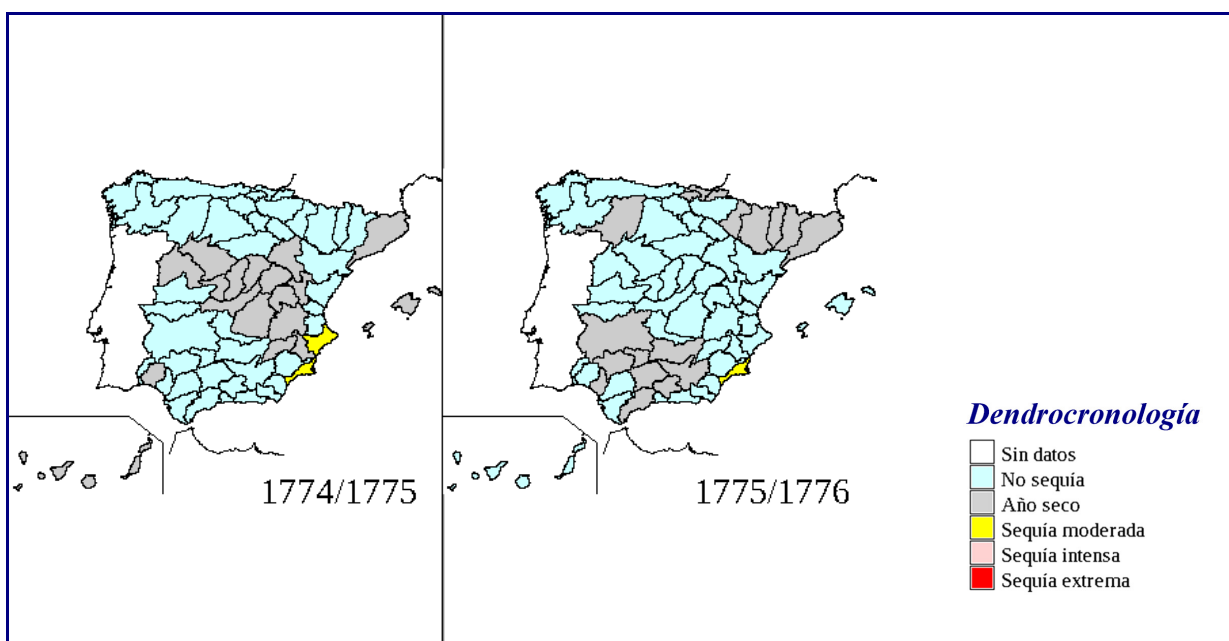 1774/1775
1775/1776
Dendrocronología
Sin datos
No sequía
Año seco
Sequía moderada
Sequía intensa
Sequía extrema